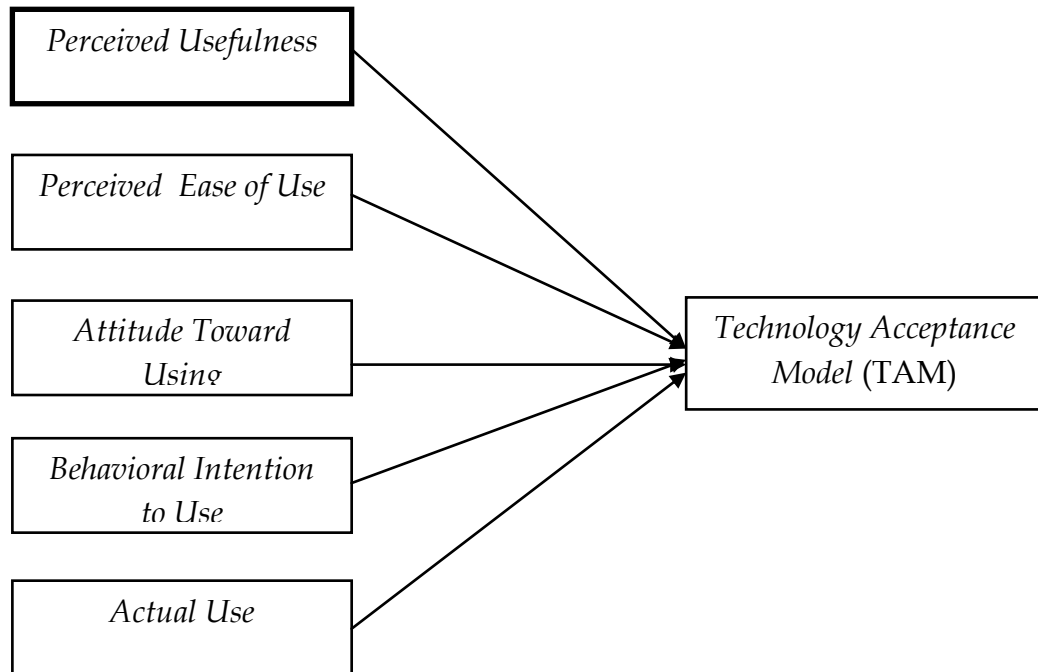 Perceived Usefulness
Perceived Ease of Use
Attitude Toward
Using
Behavioral Intention
to Use
Actual Use
Technology Acceptance
Model (TAM)